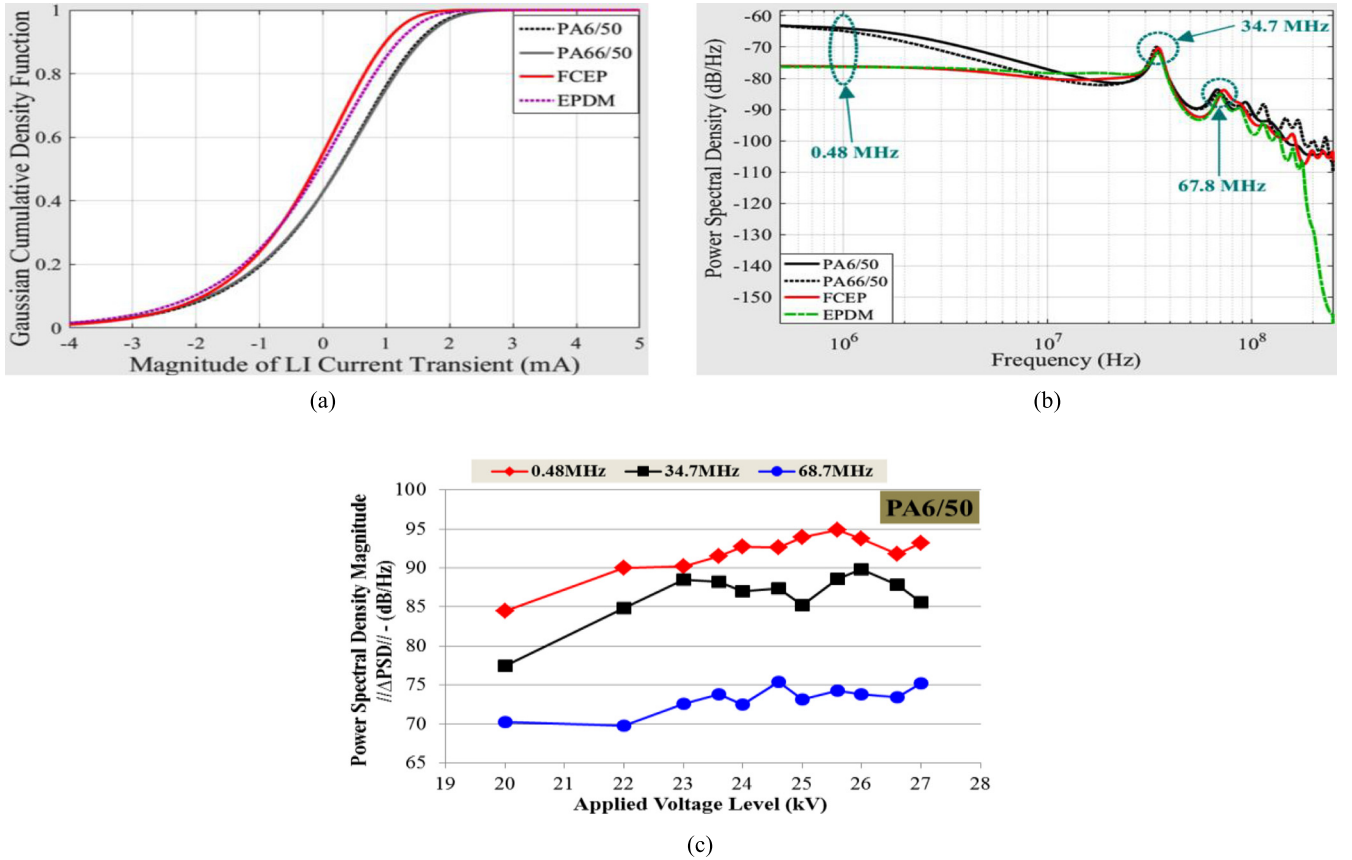 Gaussian Cumulative Density Function
1
0.8
0.6
0.4
0.2
0
-4 -3 -2 -1 0 1 2 3 4 5
Magnitude of LI Current Transient (mA)
PA6/50
PA66/50
FCEP
EPDM
(a)
Power Spectral Density (dB/Hz)
-60
-70
-80
-90
-100
-110
-120
-130
-140
-150
10^6 10^7 10^8
Frequency (Hz)
34.7 MHz
0.48 MHz
67.8 MHz
PA6/50
PA66/50
FCEP
EPDM
(b)
0.48MHz 34.7MHz 68.7MHz
PA6/50
Power Spectral Density Magnitude
//ΔPSD// - (dB/Hz)
100
95
90
85
80
75
70
65
19 20 21 22 23 24 25 26 27 28
Applied Voltage Level (kV)
(c)